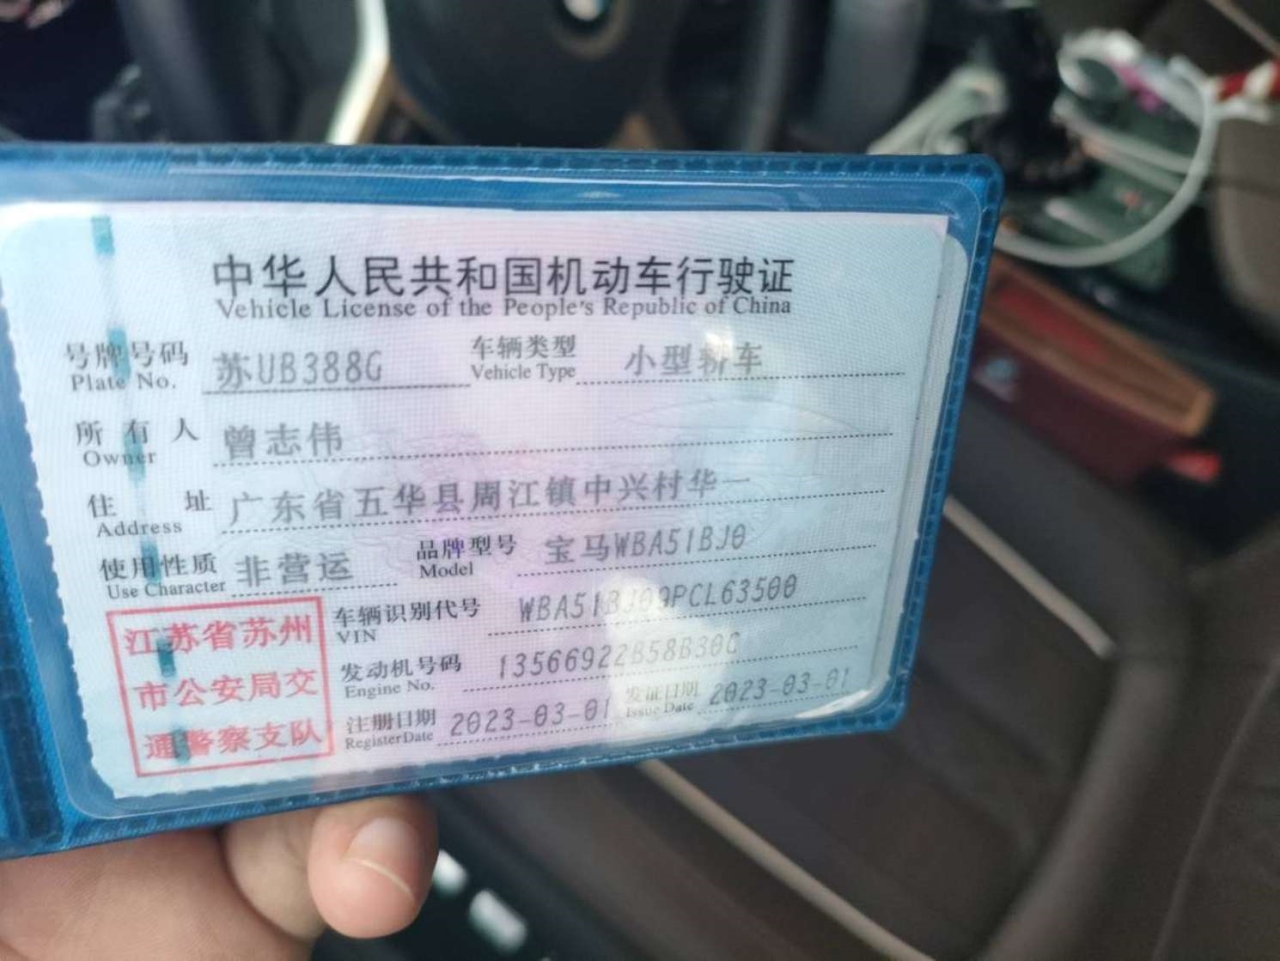 中华人民共和国机动车行驶证
Vehicle License of the People's Republic of China
号牌号码 苏UB388G 车辆类型 小型轿车
Plate No. Vehicle Type
所有人 曾志伟
Owner
住址 广东省五华县周江镇中兴村华一
Address
使用性质 非营运 品牌型号 宝马WBA51BJ0
Use Character Model
车辆识别代号 WBA51BJ09PCL63500
VIN
发动机号码 13566922B58B30C
Engine No.
注册日期 2023-03-01 发证日期 2023-03-01
Register Date Issue Date
江苏省苏州
市公安局交
通警察支队